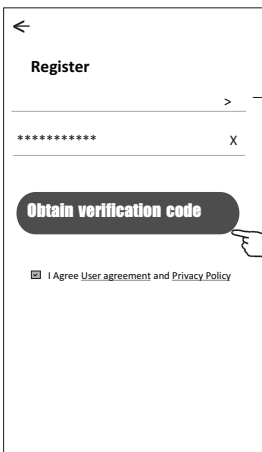 Register
>
*********** X
Obtain verification code
I Agree User agreement and Privacy Policy